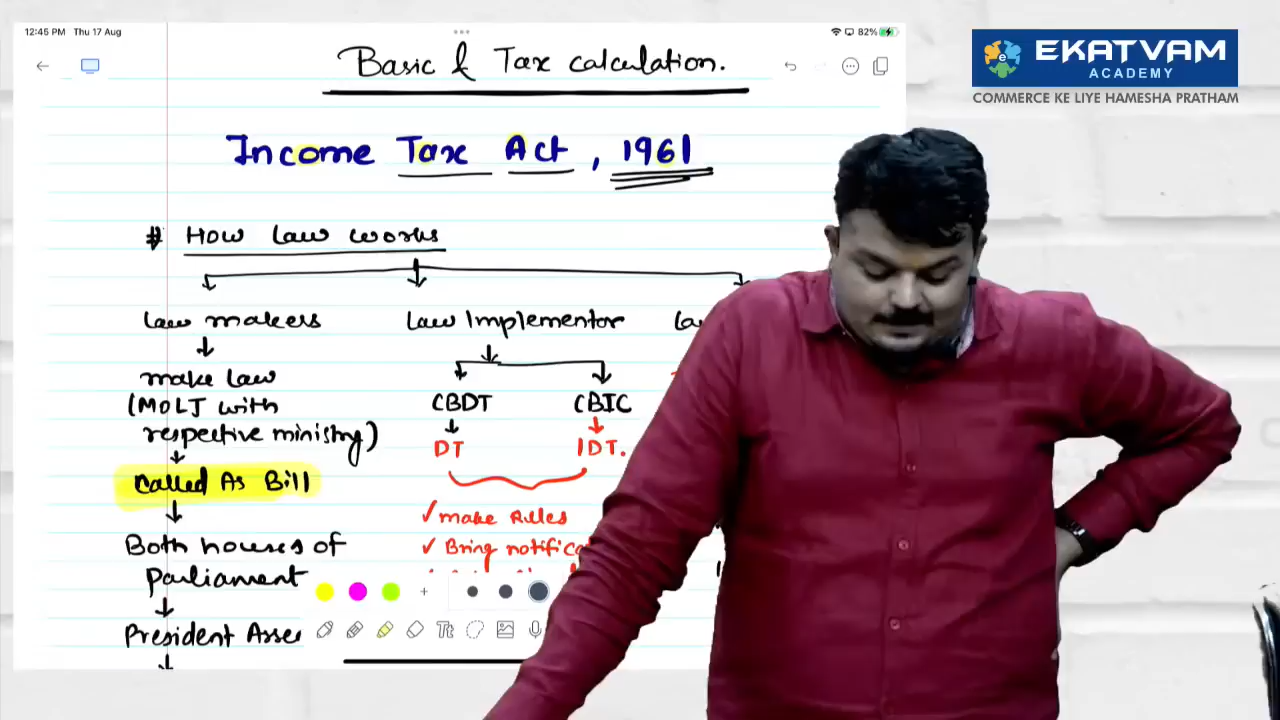 12:45 PM Thu 17 Aug
82%
Basic & Tax calculation.
EKATVAM
ACADEMY
COMMERCE KE LIYE HAMESHA PRATHAM
Income Tax Act, 1961
# How Law works
Law makers
Law Implementor
make Law
(MOLJ with
respective ministry)
CBDT
CBIC
DT
IDT.
Called As Bill
✓ make Rules
✓ Bring
Both houses of
Parliament
President
Tt